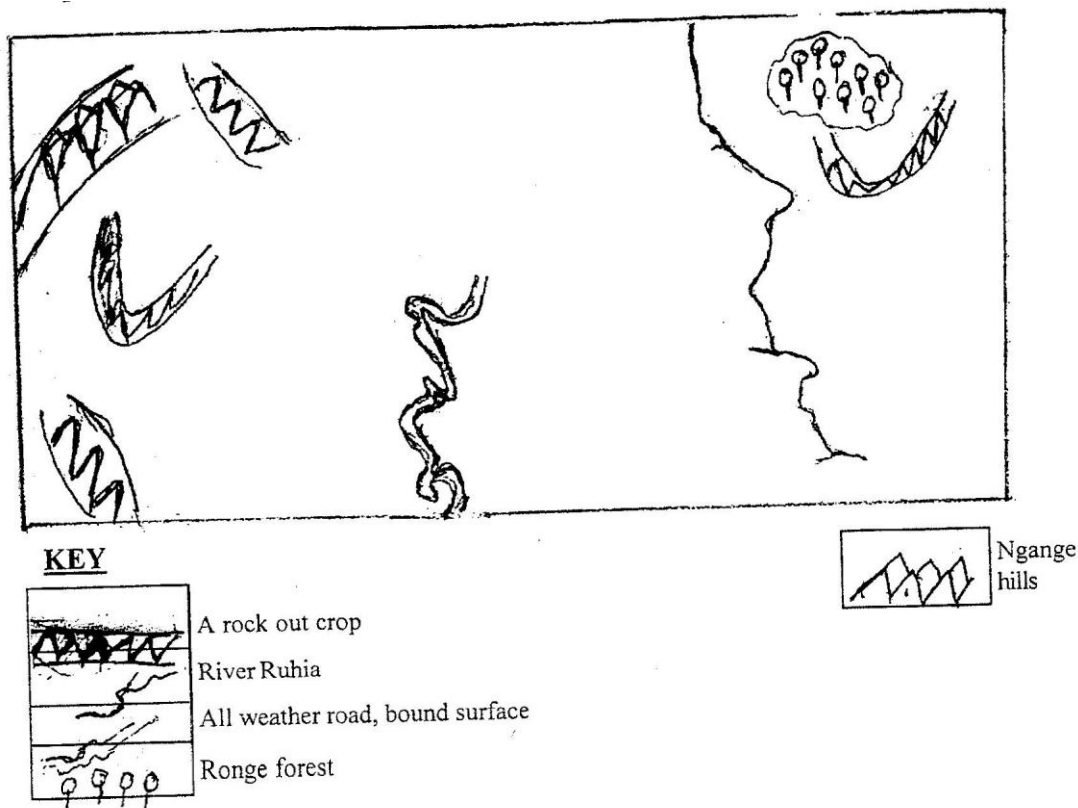 KEY
A rock out crop
River Ruhia
All weather road, bound surface
Ronge forest
Ngange
hills